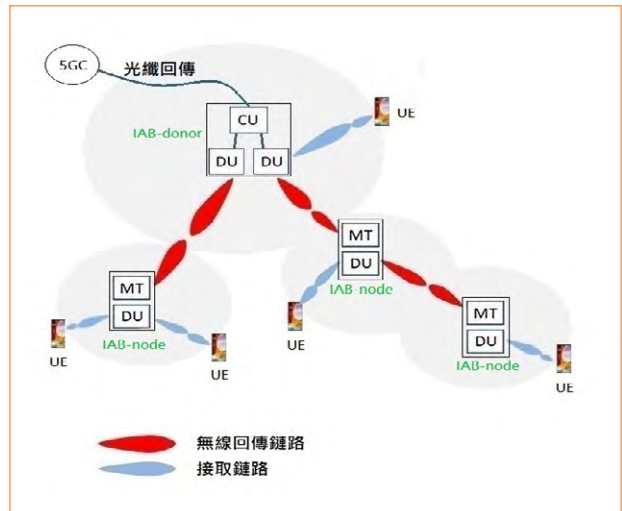 5GC
光纖回傳
CU
IAB-donor
DU
DU
UE
MT
DU
IAB-node
UE
MT
DU
IAB-node
UE
UE
MT
DU
IAB-node
UE
無線回傳鏈路
接取鏈路